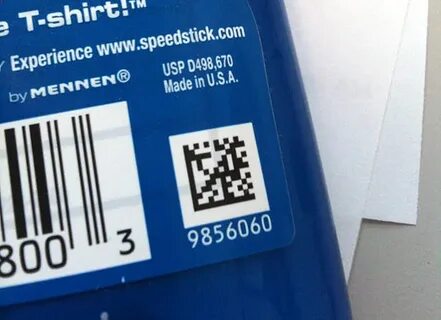 e T-shirt!™
Experience www.speedstick.com
by MENNEN®
USP D498,670
Made in U.S.A.
800 3
9856060